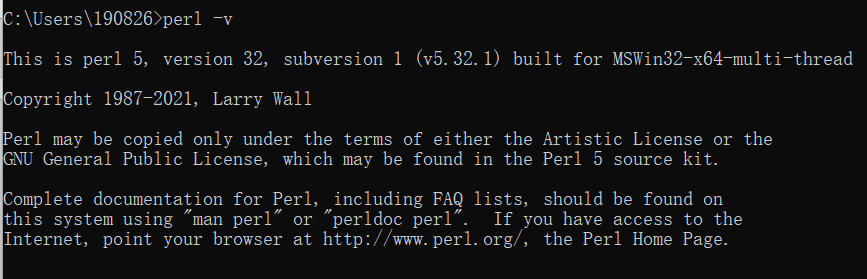 C:\Users\190826>perl -v
This is perl 5, version 32, subversion 1 (v5.32.1) built for MSWin32-x64-multi-thread
Copyright 1987-2021, Larry Wall
Perl may be copied only under the terms of either the Artistic License or the
GNU General Public License, which may be found in the Perl 5 source kit.
Complete documentation for Perl, including FAQ lists, should be found on
this system using "man perl" or "perldoc perl".  If you have access to the
Internet, point your browser at http://www.perl.org/, the Perl Home Page.